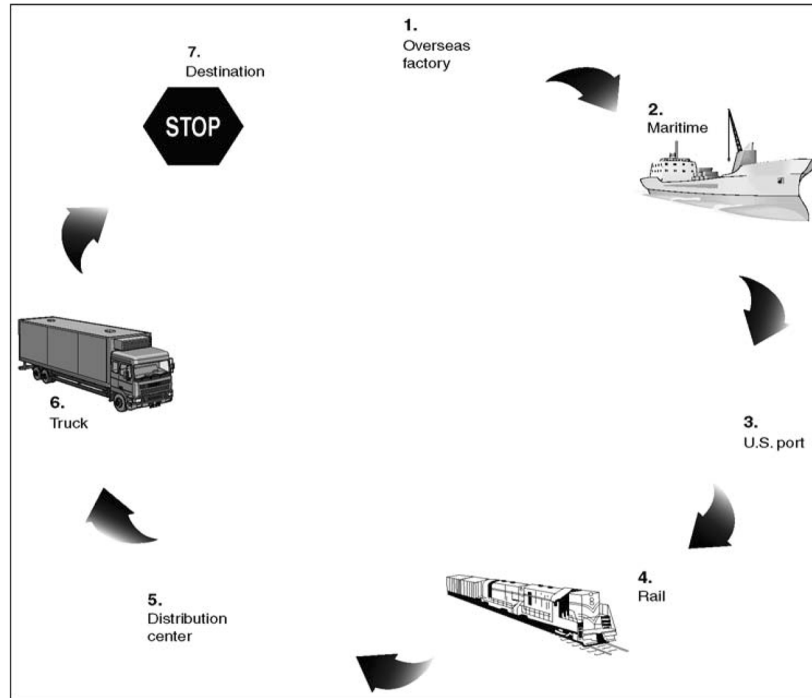 1.
Overseas
factory
2.
Maritime
3.
U.S. port
4.
Rail
5.
Distribution
center
6.
Truck
7.
Destination
STOP